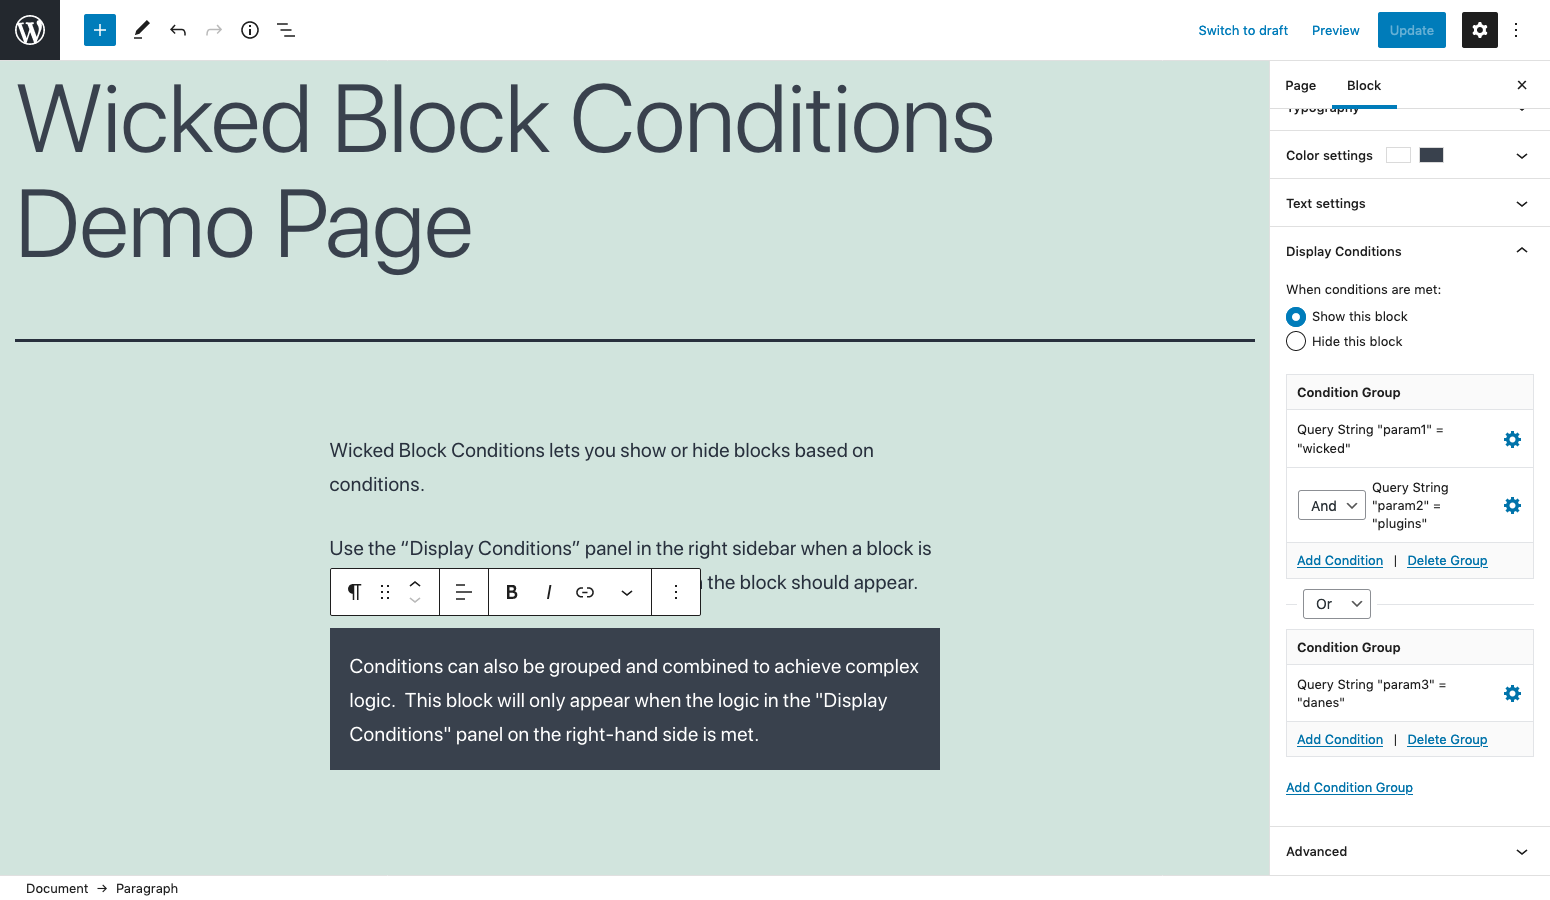 Switch to draft
Preview
Update
Wicked Block Conditions
Demo Page
Wicked Block Conditions lets you show or hide blocks based on
conditions.
Use the “Display Conditions” panel in the right sidebar when a block is
the block should appear.
B
I
Conditions can also be grouped and combined to achieve complex
logic.  This block will only appear when the logic in the "Display
Conditions" panel on the right-hand side is met.
Page
Block
Typography
Color settings
Text settings
Display Conditions
When conditions are met:
Show this block
Hide this block
Condition Group
Query String "param1" =
"wicked"
And
Query String
"param2" =
"plugins"
Add Condition | Delete Group
Or
Condition Group
Query String "param3" =
"danes"
Add Condition | Delete Group
Add Condition Group
Advanced
Document → Paragraph